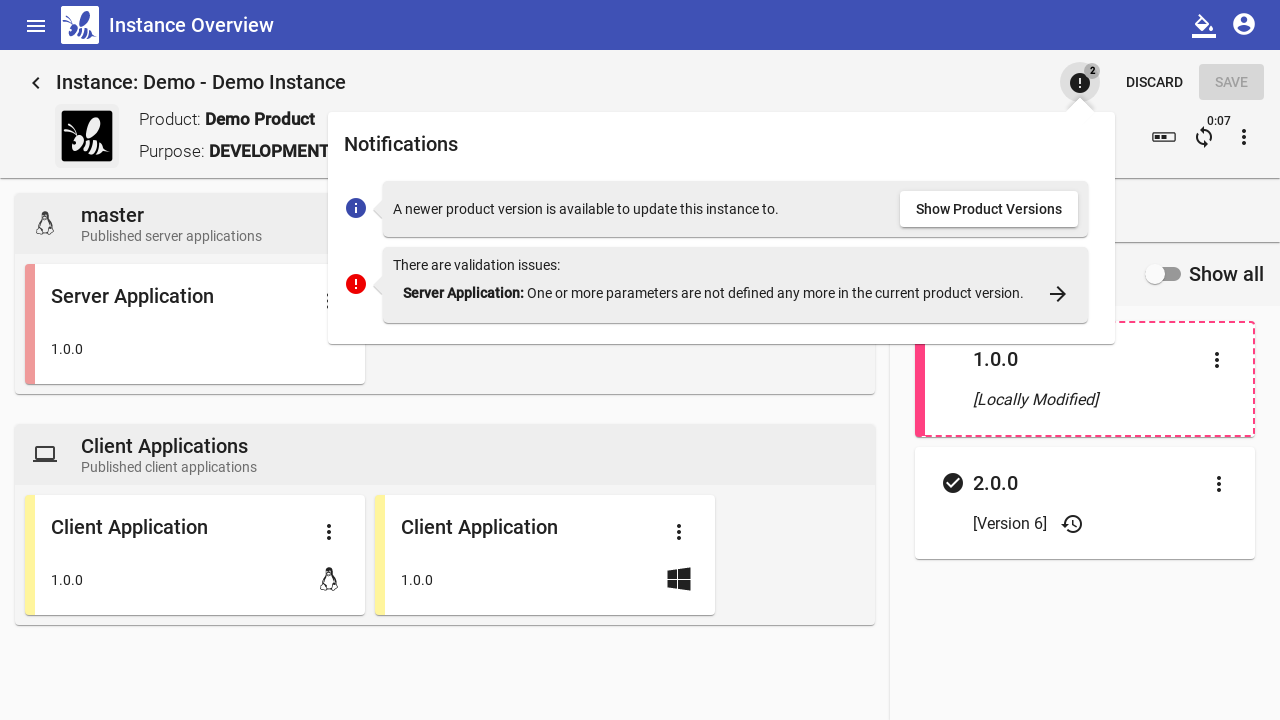 Instance Overview
Instance: Demo - Demo Instance
2
DISCARD
SAVE
Product: Demo Product
Purpose: DEVELOPMENT
0:07
Notifications
A newer product version is available to update this instance to.
Show Product Versions
There are validation issues:
Server Application: One or more parameters are not defined any more in the current product version.
master
Published server applications
Server Application
1.0.0
Show all
1.0.0
[Locally Modified]
2.0.0
[Version 6]
Client Applications
Published client applications
Client Application
1.0.0
Client Application
1.0.0